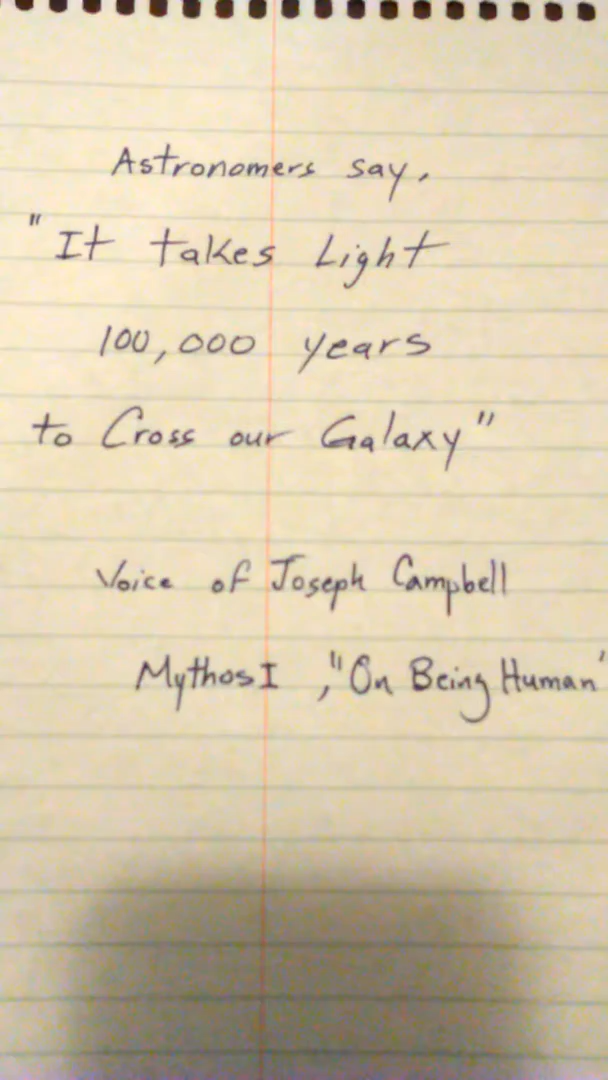 Astronomers say,
"It takes Light
100,000 years
to Cross our Galaxy"
Voice of Joseph Campbell
Mythos I ,"On Being Human'